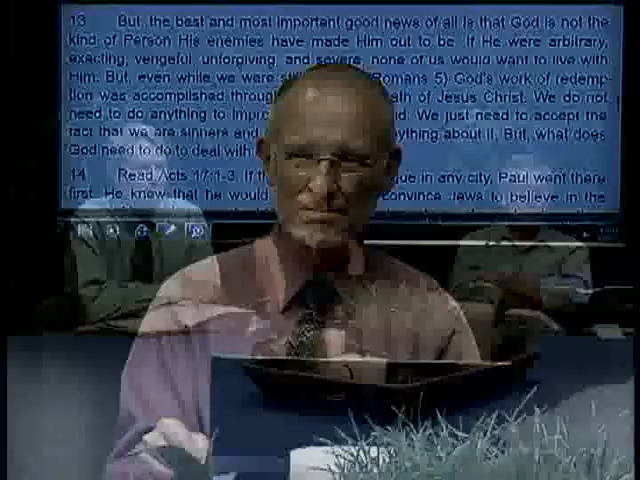 13 But, the best and most important good news of all is that God is not the
kind of Person His enemies have made Him out to be. If He were arbitrary,
exacting, vengeful, unforgiving, and severe, none of us would want to live with
Him. But, even while we were (Romans 5) God's work of redemp-
tion was accomplished through ath of Jesus Christ. We do not
need to do anything to We just need to accept the
fact that we are sinners and ything about it. But, what does
God need to do to deal with
14 Read Acts 17:1-3. If gue in any city, Paul went there
first. He knew that he would convince Jews to believe in the